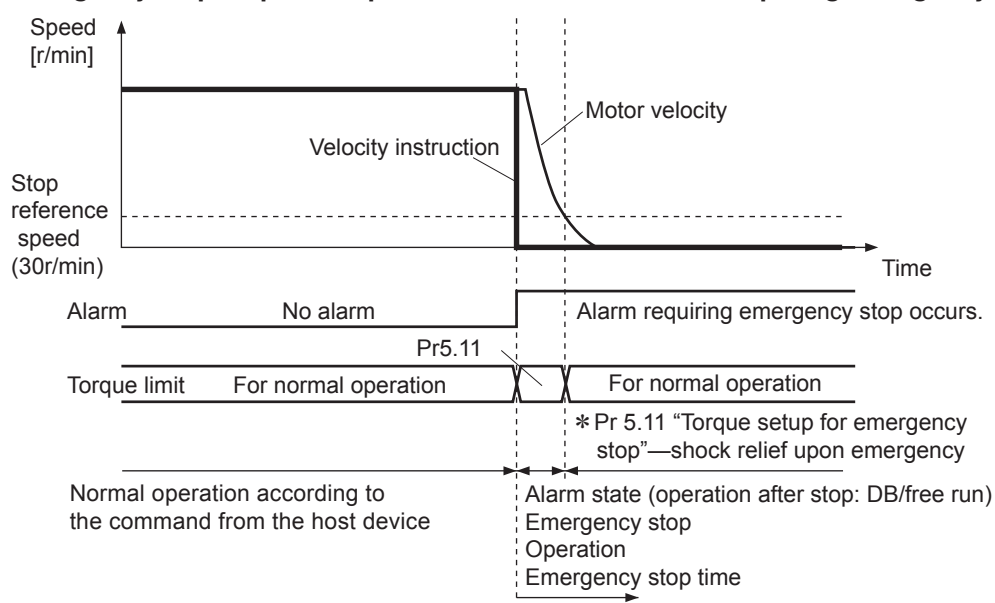 Speed
[r/min]
Motor velocity
Velocity instruction
Stop
reference
speed
(30r/min)
Time
Alarm
No alarm
Alarm requiring emergency stop occurs.
Pr5.11
Torque limit
For normal operation
For normal operation
＊Pr 5.11 “Torque setup for emergency
stop”—shock relief upon emergency
Normal operation according to
the command from the host device
Alarm state (operation after stop: DB/free run)
Emergency stop
Operation
Emergency stop time